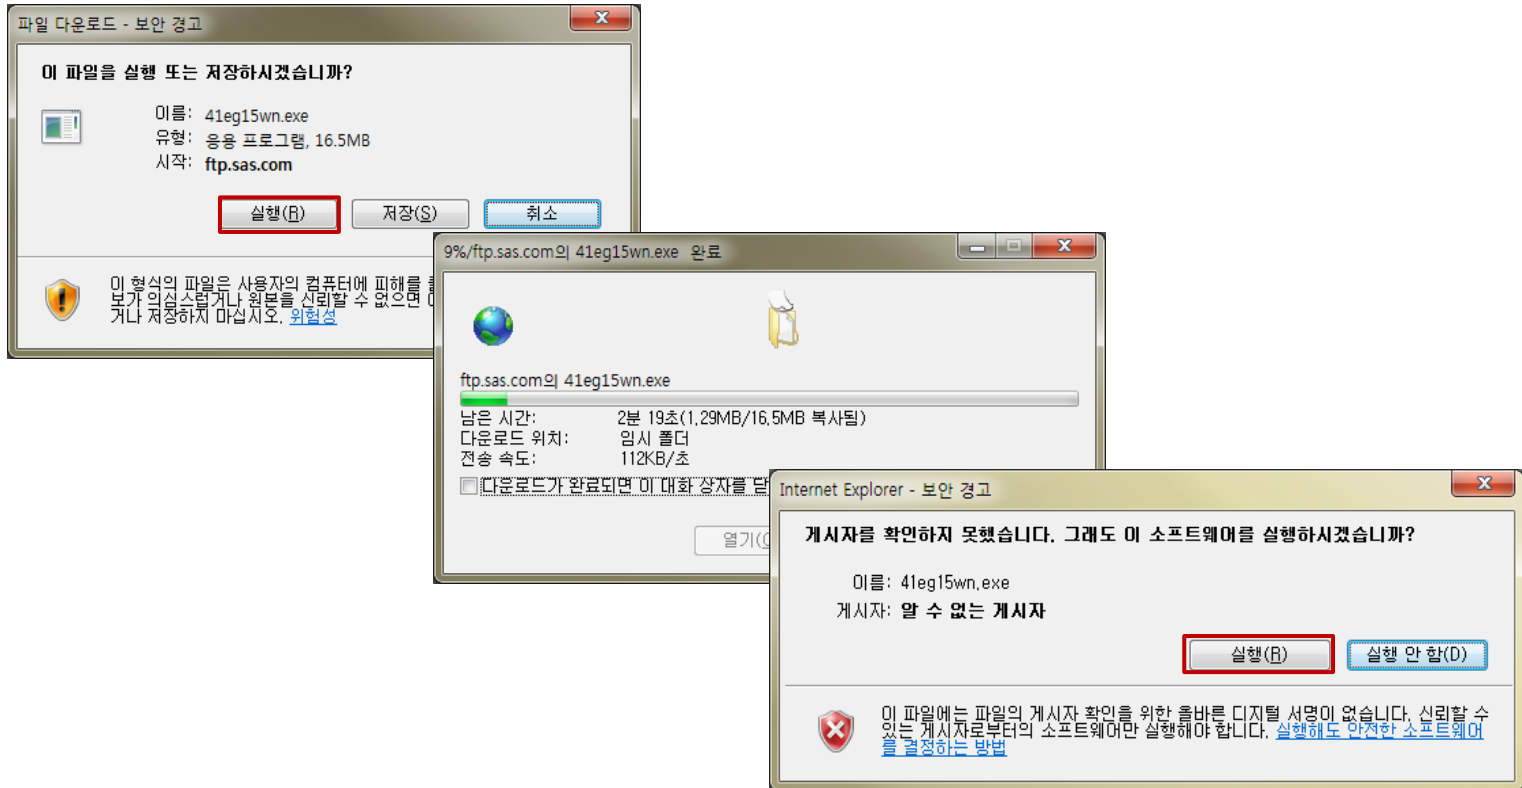 파일 다운로드 - 보안 경고
이 파일을 실행 또는 저장하시겠습니까?
이름: 41eg15wn.exe
유형: 응용 프로그램, 16.5MB
시작: ftp.sas.com
실행(R) 저장(S) 취소
이 형식의 파일은 사용자의 컴퓨터에 피해를
보가 의심스럽거나 원본을 신뢰할 수 없으면
거나 저장하지 마십시오. 위험성
9%/ftp.sas.com의 41eg15wn.exe 완료
ftp.sas.com의 41eg15wn.exe
남은 시간: 2분 19초(1,29MB/16,5MB 복사됨)
다운로드 위치: 임시 폴더
전송 속도: 112KB/초
다운로드가 완료되면 이 대화 상자를 닫
열기(O
Internet Explorer - 보안 경고
게시자를 확인하지 못했습니다. 그래도 이 소프트웨어를 실행하시겠습니까?
이름: 41eg15wn.exe
게시자: 알 수 없는 게시자
실행(R) 실행 안 함(D)
이 파일에는 파일의 게시자 확인을 위한 올바른 디지털 서명이 없습니다. 신뢰할 수
있는 게시자로부터의 소프트웨어만 실행해야 합니다. 실행해도 안전한 소프트웨어
를 결정하는 방법